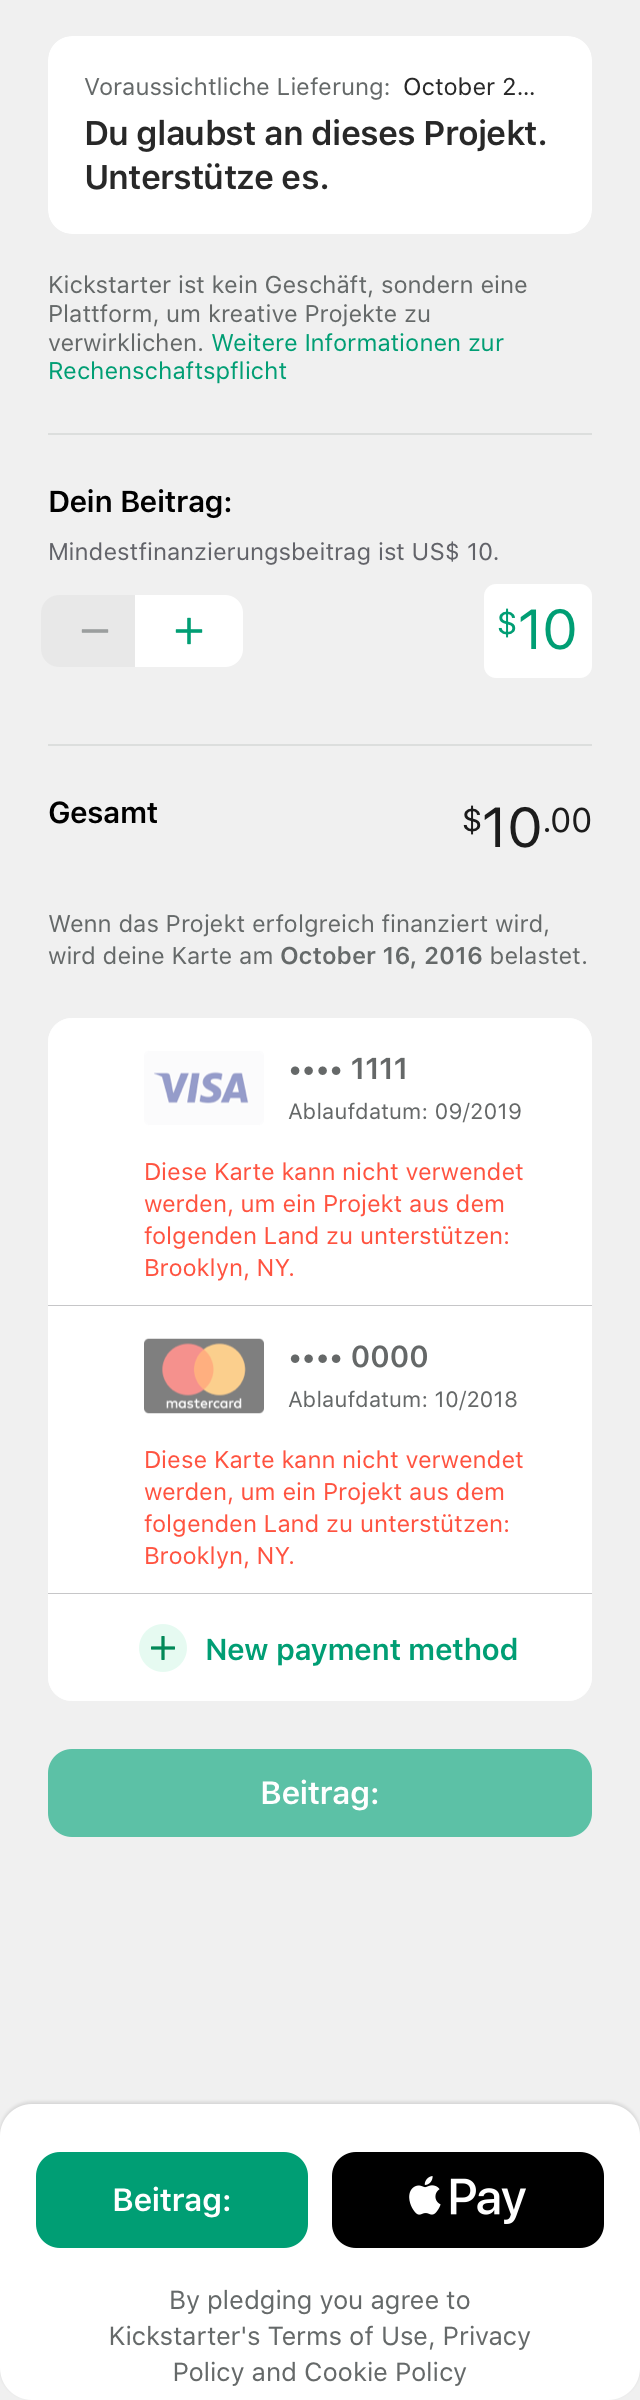 Voraussichtliche Lieferung: October 2...
Du glaubst an dieses Projekt.
Unterstütze es.
Kickstarter ist kein Geschäft, sondern eine
Plattform, um kreative Projekte zu
verwirklichen. Weitere Informationen zur
Rechenschaftspflicht
Dein Beitrag:
Mindestfinanzierungsbeitrag ist US$ 10.
− + $10
Gesamt $10.00
Wenn das Projekt erfolgreich finanziert wird,
wird deine Karte am October 16, 2016 belastet.
VISA •••• 1111
Ablaufdatum: 09/2019
Diese Karte kann nicht verwendet
werden, um ein Projekt aus dem
folgenden Land zu unterstützen:
Brooklyn, NY.
mastercard •••• 0000
Ablaufdatum: 10/2018
Diese Karte kann nicht verwendet
werden, um ein Projekt aus dem
folgenden Land zu unterstützen:
Brooklyn, NY.
+ New payment method
Beitrag:
Beitrag: Pay
By pledging you agree to
Kickstarter's Terms of Use, Privacy
Policy and Cookie Policy